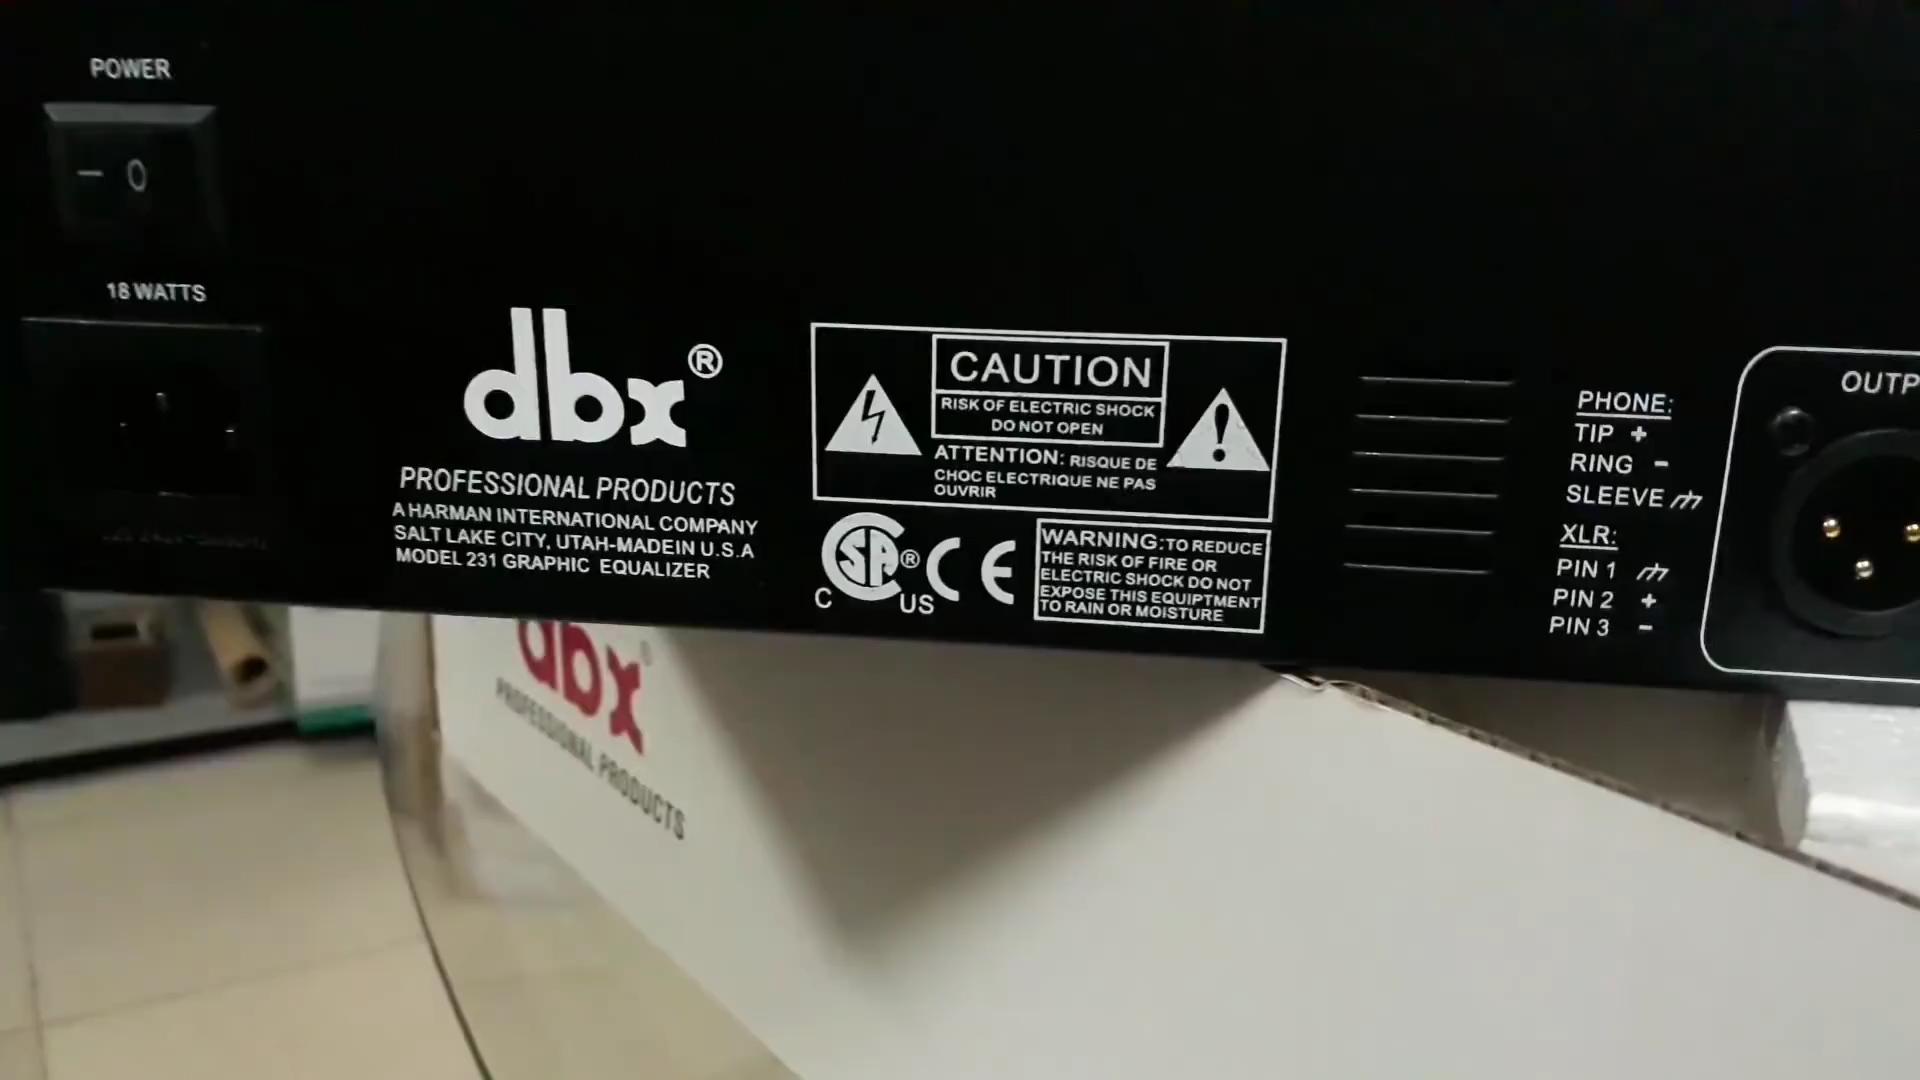 POWER
– O
18 WATTS
dbx®
PROFESSIONAL PRODUCTS
A HARMAN INTERNATIONAL COMPANY
SALT LAKE CITY, UTAH-MADEIN U.S.A
MODEL 231 GRAPHIC EQUALIZER
CAUTION
RISK OF ELECTRIC SHOCK
DO NOT OPEN
ATTENTION: RISQUE DE
CHOC ELECTRIQUE NE PAS
OUVRIR
C SA® US
CE
WARNING:TO REDUCE
THE RISK OF FIRE OR
ELECTRIC SHOCK DO NOT
EXPOSE THIS EQUIPTMENT
TO RAIN OR MOISTURE
PHONE:
TIP +
RING –
SLEEVE
XLR:
PIN 1
PIN 2 +
PIN 3 –
OUTP
dbx
PROFESSIONAL PRODUCTS